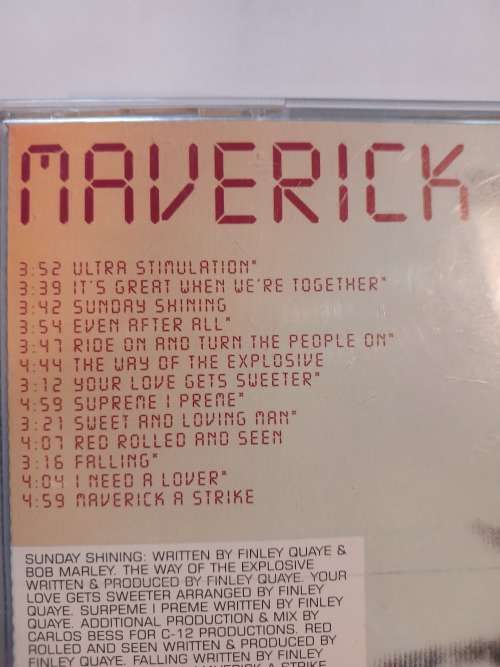 MAVERICK
3:52 ULTRA STIMULATION*
3:39 IT'S GREAT WHEN WE'RE TOGETHER*
3:42 SUNDAY SHINING
3:54 EVEN AFTER ALL*
3:47 RIDE ON AND TURN THE PEOPLE ON*
4:44 THE WAY OF THE EXPLOSIVE
3:12 YOUR LOVE GETS SWEETER*
4:59 SUPREME I PREME*
3:21 SWEET AND LOVING MAN*
4:07 RED ROLLED AND SEEN
3:16 FALLING*
4:04 I NEED A LOVER*
4:59 MAVERICK A STRIKE
SUNDAY SHINING: WRITTEN BY FINLEY QUAYE &
BOB MARLEY. THE WAY OF THE EXPLOSIVE
WRITTEN & PRODUCED BY FINLEY QUAYE. YOUR
LOVE GETS SWEETER ARRANGED BY FINLEY
QUAYE. SURPEME I PREME WRITTEN BY FINLEY
QUAYE. ADDITIONAL PRODUCTION & MIX BY
CARLOS BESS FOR C-12 PRODUCTIONS. RED
ROLLED AND SEEN WRITTEN & PRODUCED BY
FINLEY QUAYE. FALLING WRITTEN BY FINLEY
MAVERICK A STRIKE